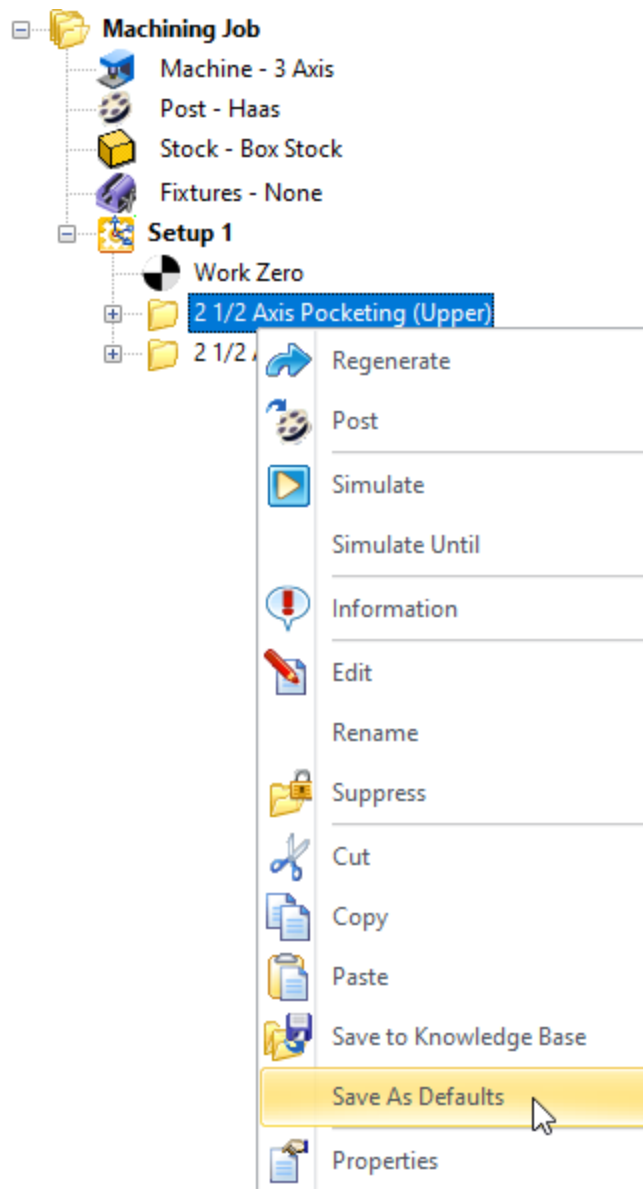 Machining Job
Machine - 3 Axis
Post - Haas
Stock - Box Stock
Fixtures - None
Setup 1
Work Zero
2 1/2 Axis Pocketing (Upper)
2 1/2
Regenerate
Post
Simulate
Simulate Until
Information
Edit
Rename
Suppress
Cut
Copy
Paste
Save to Knowledge Base
Save As Defaults
Properties